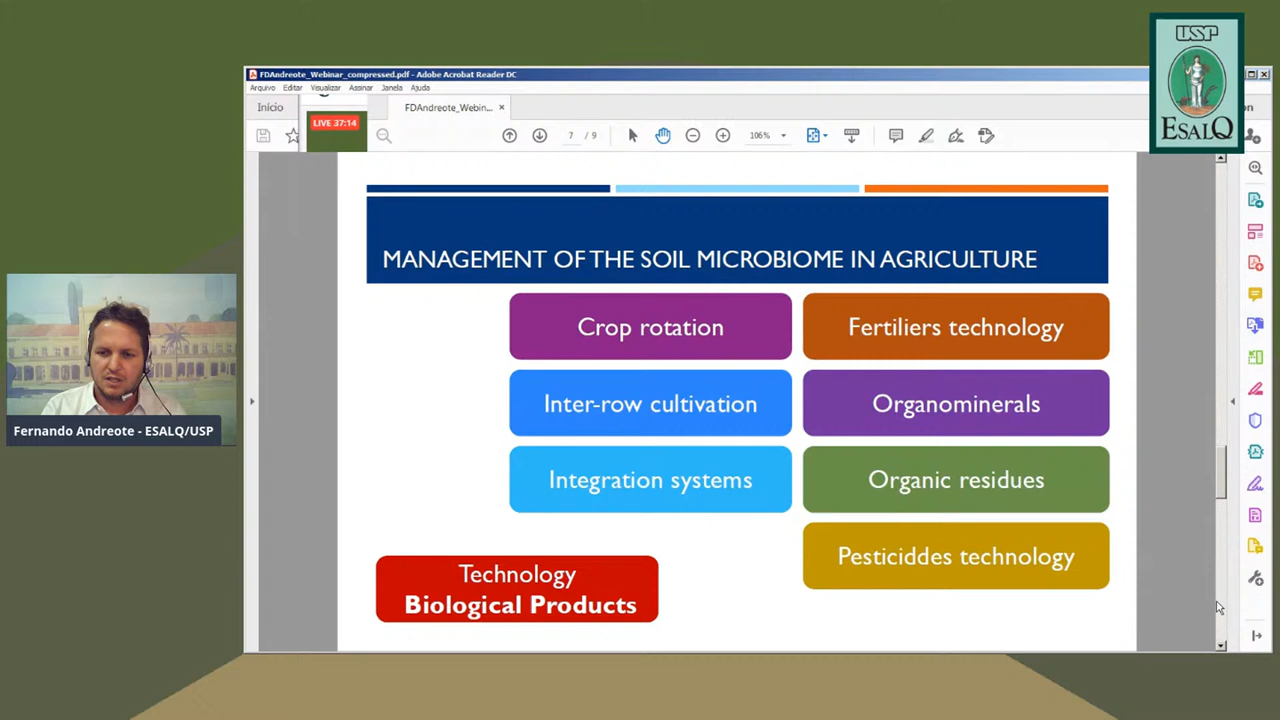 USP
ESALQ
FDAndreote_Webinar_compressed.pdf - Adobe Acrobat Reader DC
Arquivo Editar Visualizar Assinar Janela Ajuda
Início
FDAndreote_Webin... ×
LIVE 37:14
7 / 9
106%
MANAGEMENT OF THE SOIL MICROBIOME IN AGRICULTURE
Crop rotation
Fertiliers technology
Inter-row cultivation
Organominerals
Integration systems
Organic residues
Pesticiddes technology
Technology
Biological Products
Fernando Andreote - ESALQ/USP